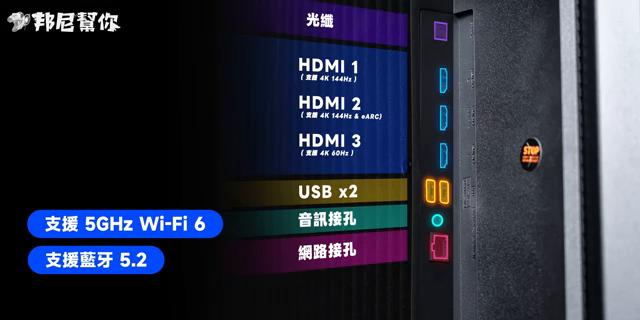 邦尼幫你
光纖
HDMI 1
( 支援 4K 144Hz )
HDMI 2
( 支援 4K 144Hz & eARC)
HDMI 3
( 支援 4K 60Hz )
USB x2
音訊接孔
網路接孔
支援 5GHz Wi-Fi 6
支援藍牙 5.2
STOP